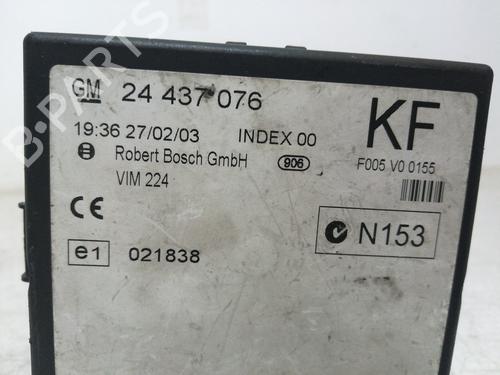 GM 24 437 076 KF
19:36 27/02/03 INDEX 00 F005 V0 0155
Robert Bosch GmbH 906
VIM 224
CE N153
e1 021838
B-PARTS